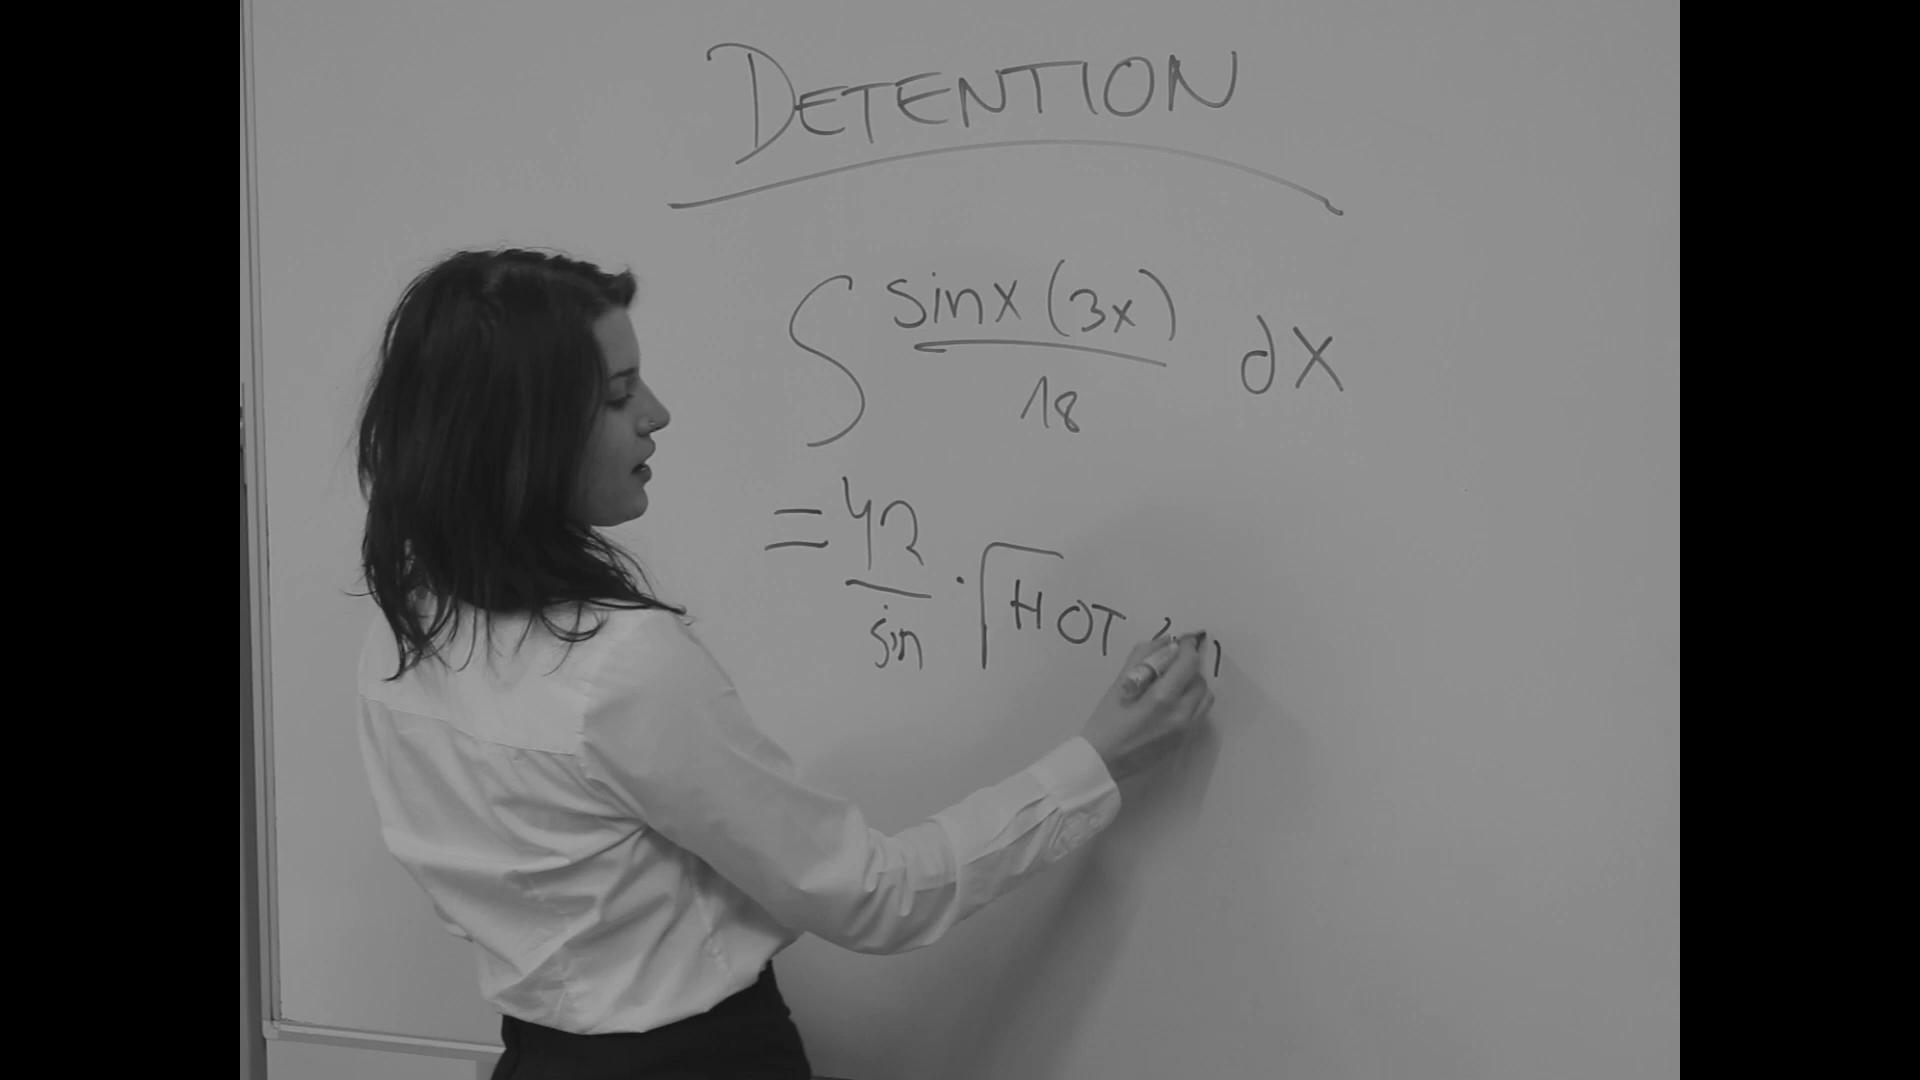 DETENTION
∫ sinx (3x) / 18 dx
= 42 / sin · √HOT